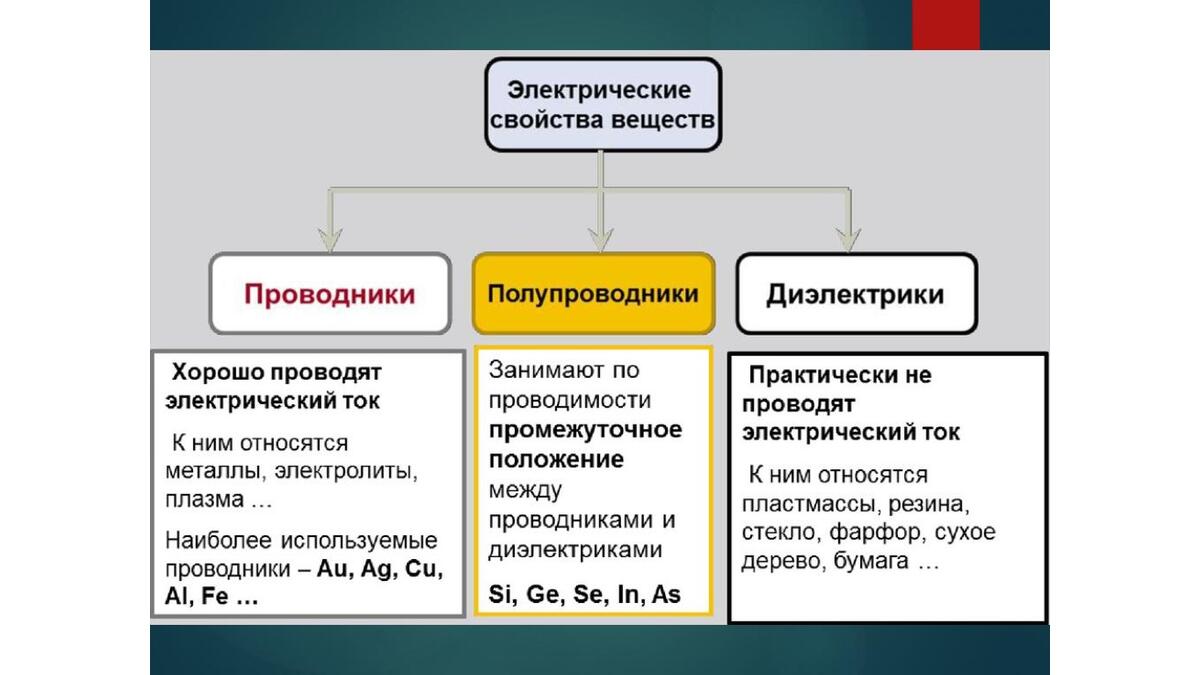 Электрические
свойства веществ
Проводники
Полупроводники
Диэлектрики
Хорошо проводят
электрический ток
К ним относятся
металлы, электролиты,
плазма ...
Наиболее используемые
проводники – Au, Ag, Cu,
Al, Fe ...
Занимают по
проводимости
промежуточное
положение
между
проводниками и
диэлектриками
Si, Ge, Se, In, As
Практически не
проводят
электрический ток
К ним относятся
пластмассы, резина,
стекло, фарфор, сухое
дерево, бумага ...